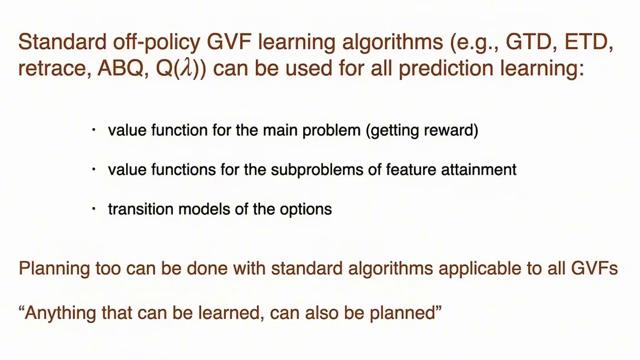 Standard off-policy GVF learning algorithms (e.g., GTD, ETD,
retrace, ABQ, Q(λ)) can be used for all prediction learning:
· value function for the main problem (getting reward)
· value functions for the subproblems of feature attainment
· transition models of the options
Planning too can be done with standard algorithms applicable to all GVFs
“Anything that can be learned, can also be planned”